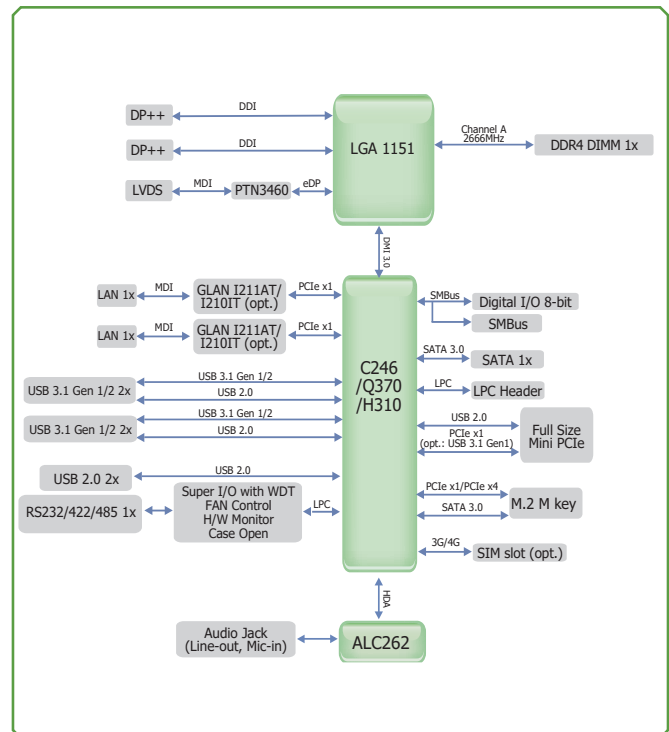 DP++
DDI
DP++
DDI
LVDS
MDI
PTN3460
eDP
LGA 1151
Channel A
2666MHz
DDR4 DIMM 1x
DMI 3.0
LAN 1x
MDI
GLAN I211AT/
I210IT (opt.)
PCIe x1
LAN 1x
MDI
GLAN I211AT/
I210IT (opt.)
PCIe x1
USB 3.1 Gen 1/2 2x
USB 3.1 Gen 1/2
USB 2.0
USB 3.1 Gen 1/2 2x
USB 3.1 Gen 1/2
USB 2.0
USB 2.0 2x
USB 2.0
RS232/422/485 1x
Super I/O with WDT
FAN Control
H/W Monitor
Case Open
LPC
C246
/Q370
/H310
SMBus
Digital I/O 8-bit
SMBus
SATA 3.0
SATA 1x
LPC
LPC Header
USB 2.0
PCIe x1
(opt.: USB 3.1 Gen1)
Full Size
Mini PCIe
PCIe x1/PCIe x4
SATA 3.0
M.2 M key
3G/4G
SIM slot (opt.)
HDA
Audio Jack
(Line-out, Mic-in)
ALC262